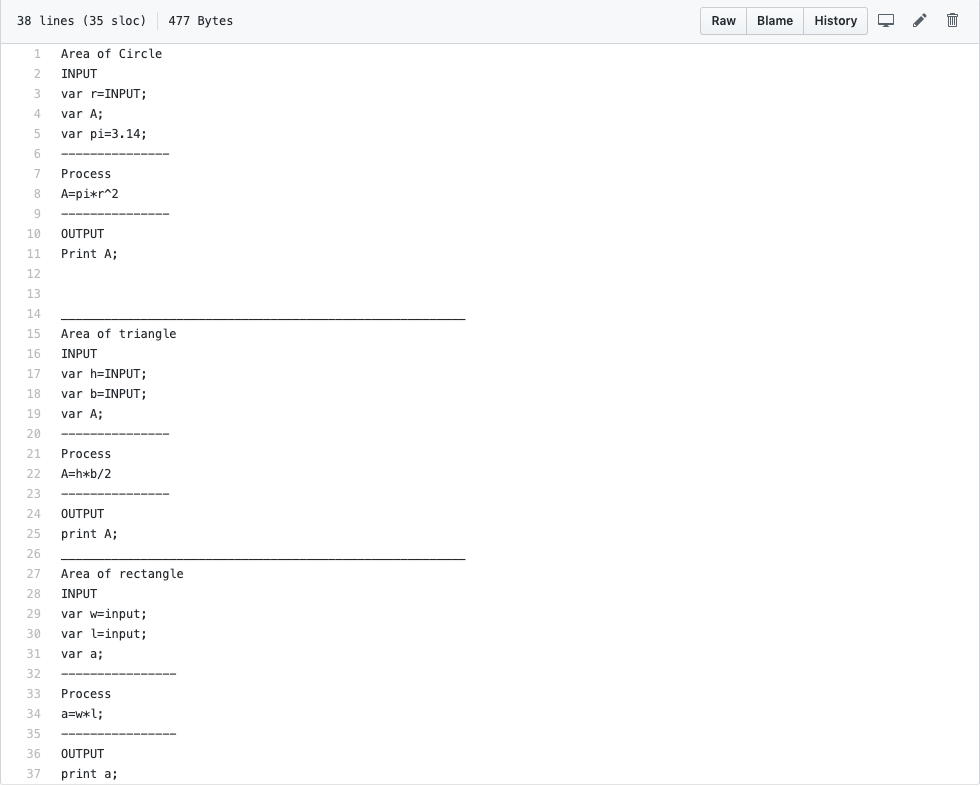 38 lines (35 sloc) 477 Bytes Raw Blame History
1 Area of Circle
2 INPUT
3 var r=INPUT;
4 var A;
5 var pi=3.14;
6 ---------------
7 Process
8 A=pi*r^2
9 ---------------
10 OUTPUT
11 Print A;
12
13
14 ________________________________________________________
15 Area of triangle
16 INPUT
17 var h=INPUT;
18 var b=INPUT;
19 var A;
20 ---------------
21 Process
22 A=h*b/2
23 ---------------
24 OUTPUT
25 print A;
26 ________________________________________________________
27 Area of rectangle
28 INPUT
29 var w=input;
30 var l=input;
31 var a;
32 ----------------
33 Process
34 a=w*l;
35 ----------------
36 OUTPUT
37 print a;